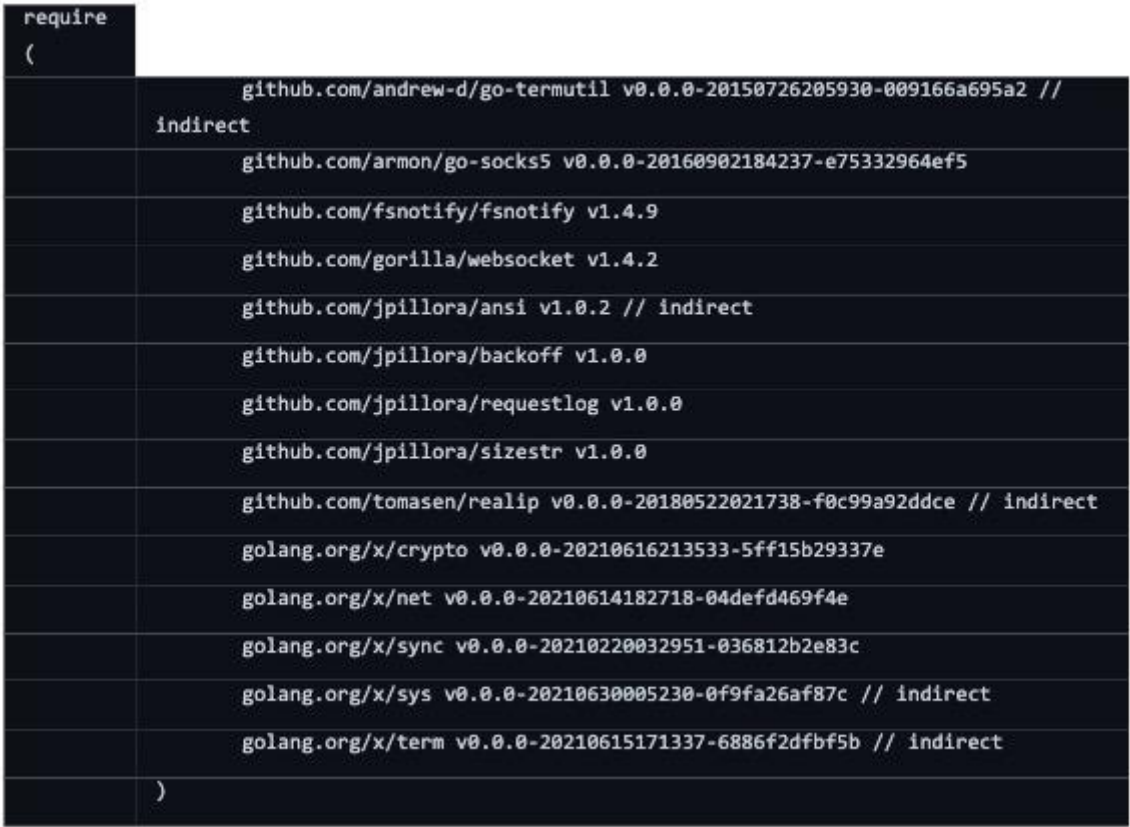 require
(
github.com/andrew-d/go-termutil v0.0.0-20150726205930-009166a695a2 //
indirect
github.com/armon/go-socks5 v0.0.0-20160902184237-e75332964ef5
github.com/fsnotify/fsnotify v1.4.9
github.com/gorilla/websocket v1.4.2
github.com/jpillora/ansi v1.0.2 // indirect
github.com/jpillora/backoff v1.0.0
github.com/jpillora/requestlog v1.0.0
github.com/jpillora/sizestr v1.0.0
github.com/tomasen/realip v0.0.0-20180522021738-f0c99a92ddce // indirect
golang.org/x/crypto v0.0.0-20210616213533-5ff15b29337e
golang.org/x/net v0.0.0-20210614182718-04defd469f4e
golang.org/x/sync v0.0.0-20210220032951-036812b2e83c
golang.org/x/sys v0.0.0-20210630005230-0f9fa26af87c // indirect
golang.org/x/term v0.0.0-20210615171337-6886f2dfbf5b // indirect
)